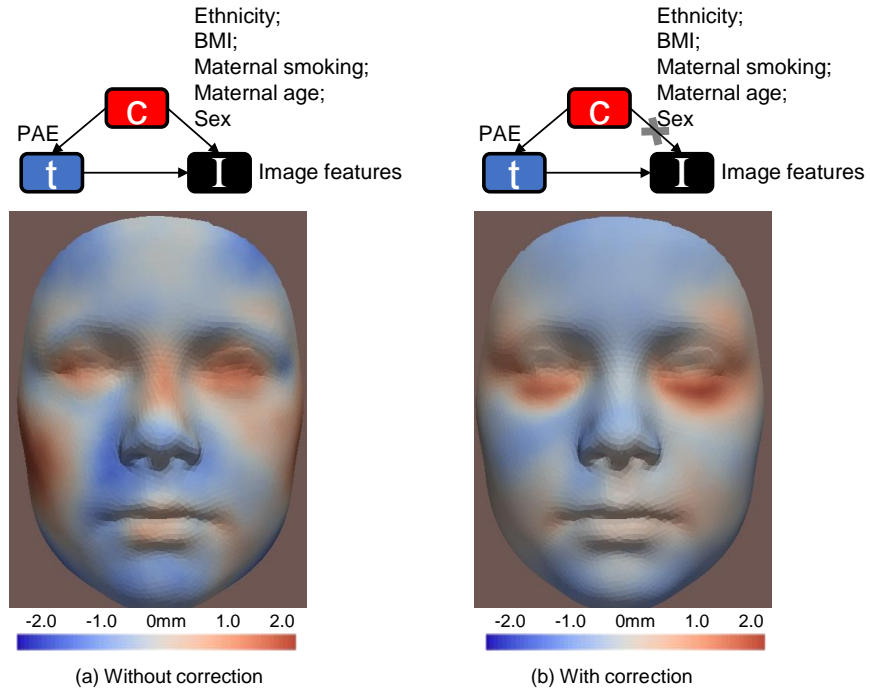 Ethnicity;
BMI;
Maternal smoking;
Maternal age;
Sex
PAE
c
t
I
Image features
-2.0 -1.0 0mm 1.0 2.0
(a) Without correction
Ethnicity;
BMI;
Maternal smoking;
Maternal age;
Sex
PAE
c
t
I
Image features
-2.0 -1.0 0mm 1.0 2.0
(b) With correction